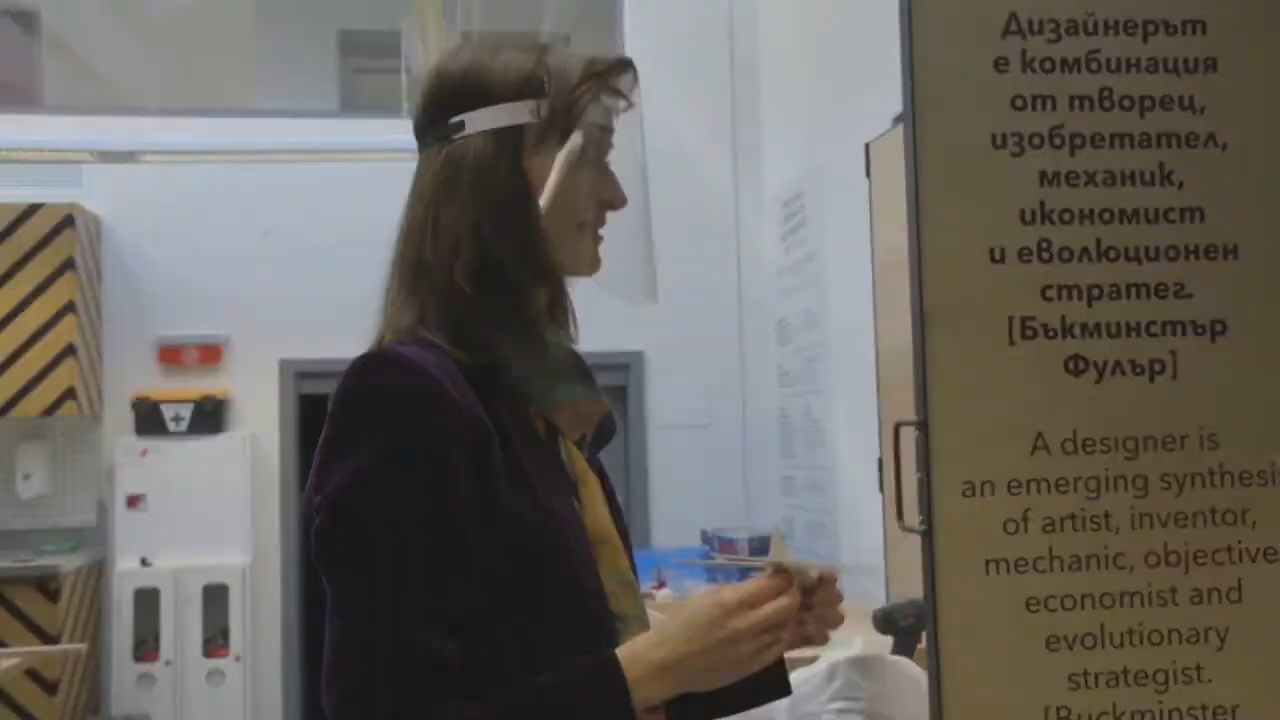 Дизайнерът
е комбинация
от творец,
изобретател,
механик,
икономист
и еволюционен
стратег.
[Бъкминстър
Фулър]
A designer is
an emerging synthesi
of artist, inventor,
mechanic, objective
economist and
evolutionary
strategist.
[Buckminster